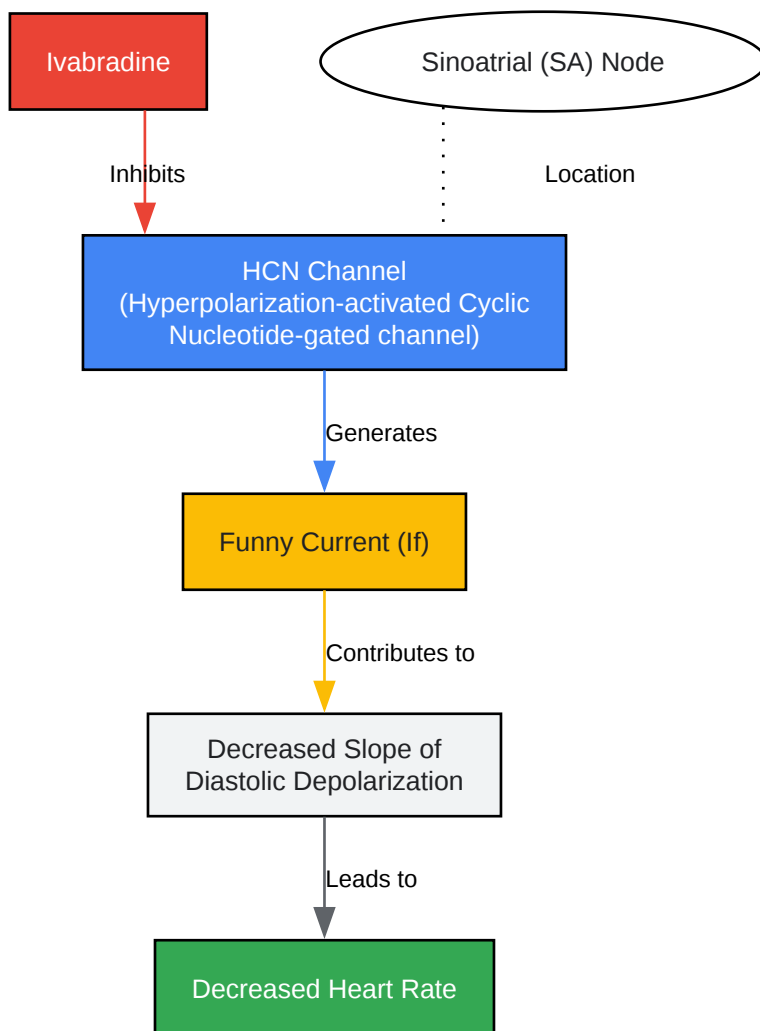 Ivabradine
Sinoatrial (SA) Node
Inhibits
Location
HCN Channel
(Hyperpolarization-activated Cyclic
Nucleotide-gated channel)
Generates
Funny Current (If)
Contributes to
Decreased Slope of
Diastolic Depolarization
Leads to
Decreased Heart Rate